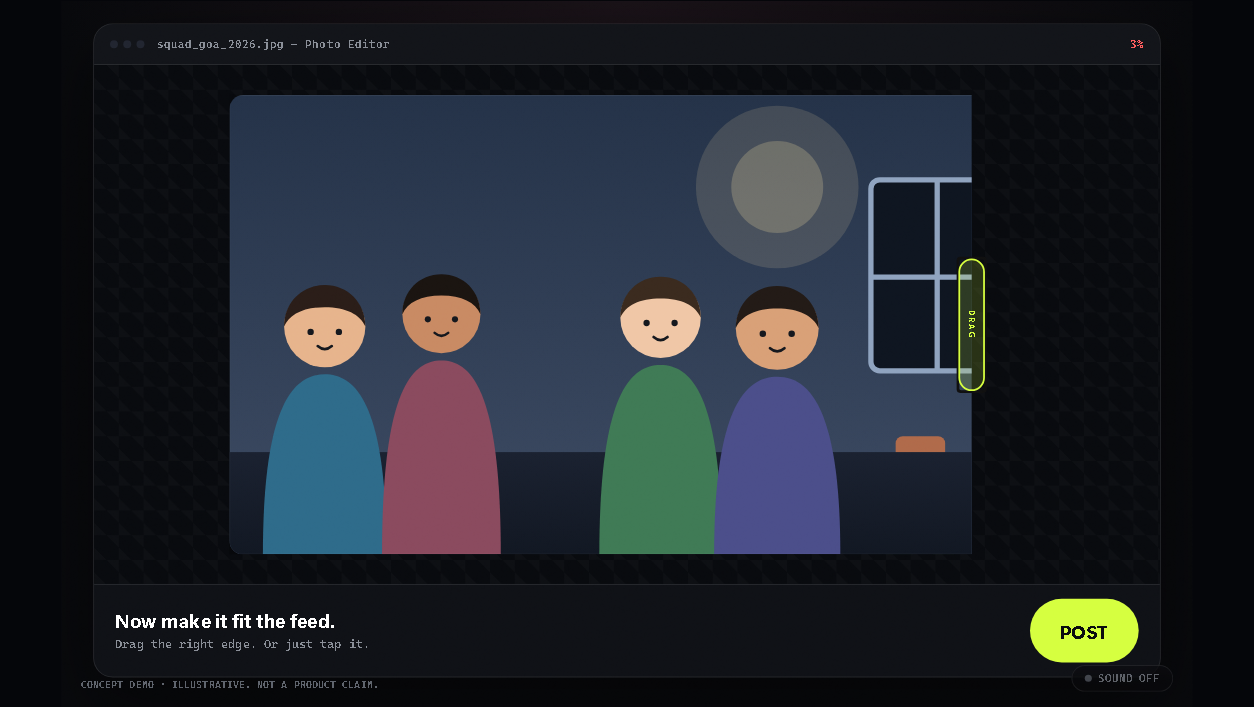 squad_goa_2026.jpg — Photo Editor
3%
DRAG
Now make it fit the feed.
Drag the right edge. Or just tap it.
POST
SOUND OFF
CONCEPT DEMO · ILLUSTRATIVE. NOT A PRODUCT CLAIM.